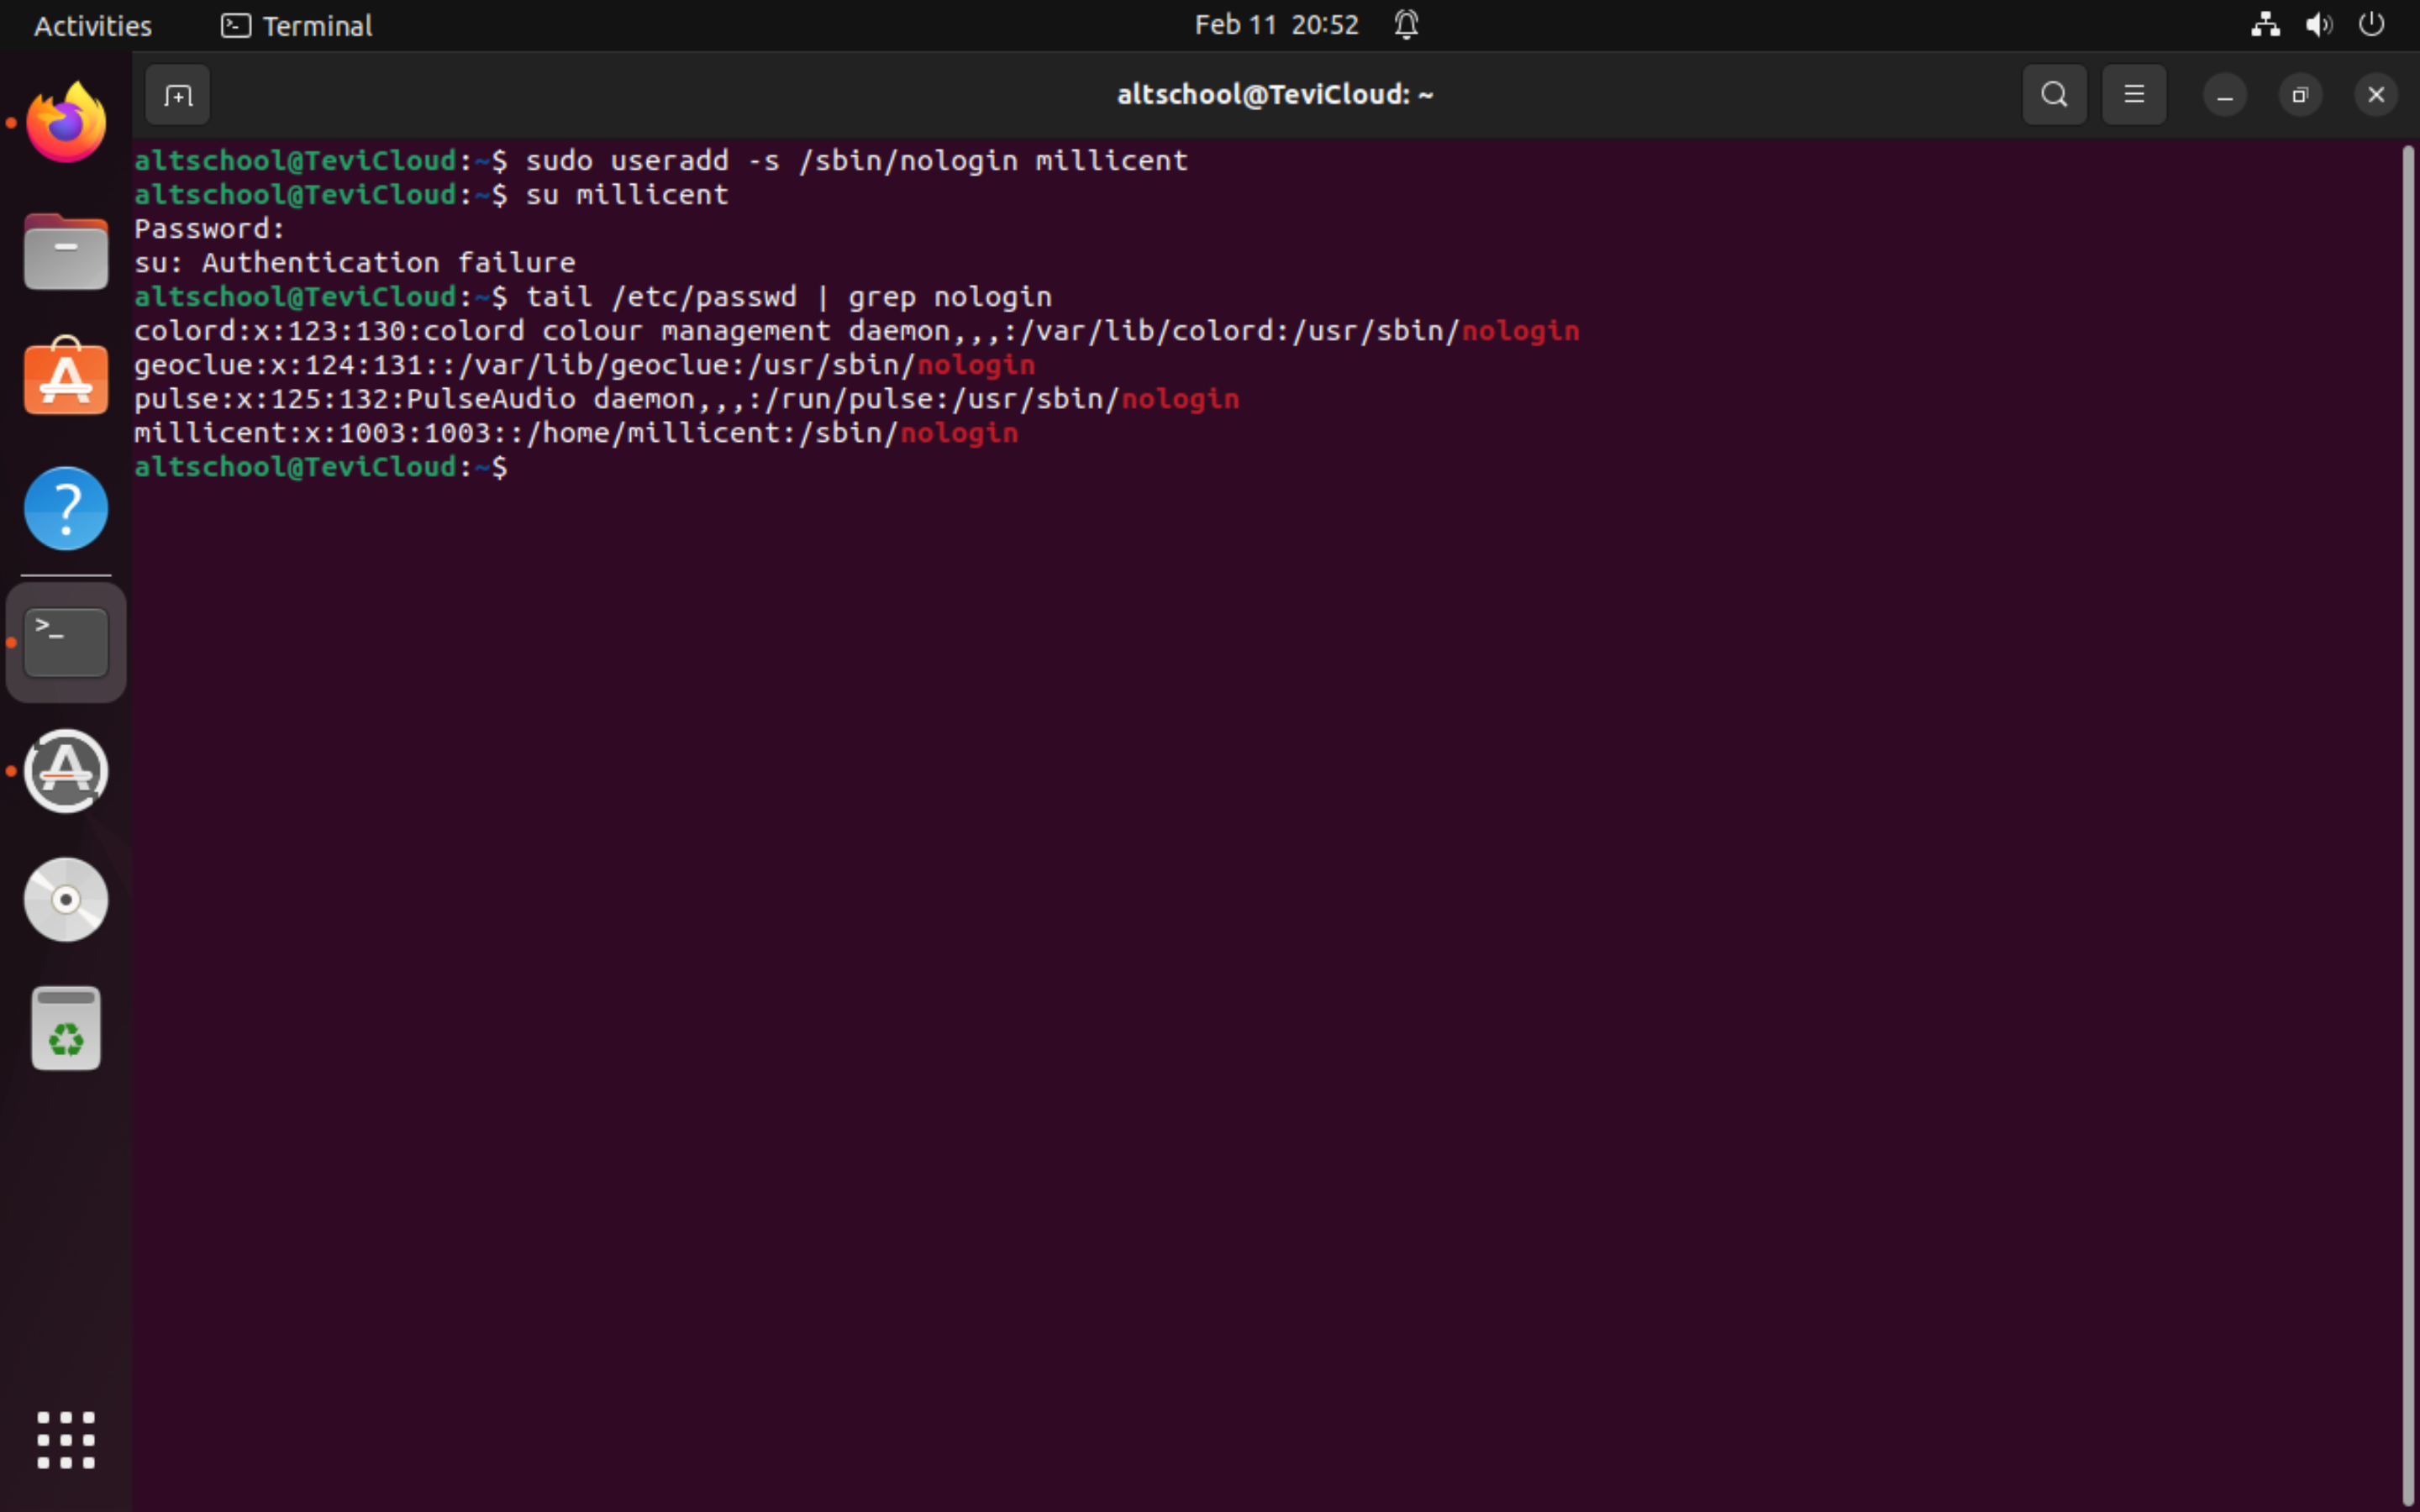 Activities Terminal Feb 11 20:52
altschool@TeviCloud: ~
altschool@TeviCloud:~$ sudo useradd -s /sbin/nologin millicent
altschool@TeviCloud:~$ su millicent
Password:
su: Authentication failure
altschool@TeviCloud:~$ tail /etc/passwd | grep nologin
colord:x:123:130:colord colour management daemon,,,:/var/lib/colord:/usr/sbin/nologin
geoclue:x:124:131::/var/lib/geoclue:/usr/sbin/nologin
pulse:x:125:132:PulseAudio daemon,,,:/run/pulse:/usr/sbin/nologin
millicent:x:1003:1003::/home/millicent:/sbin/nologin
altschool@TeviCloud:~$